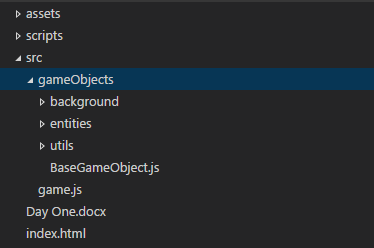 assets
scripts
src
gameObjects
background
entities
utils
BaseGameObject.js
game.js
Day One.docx
index.html